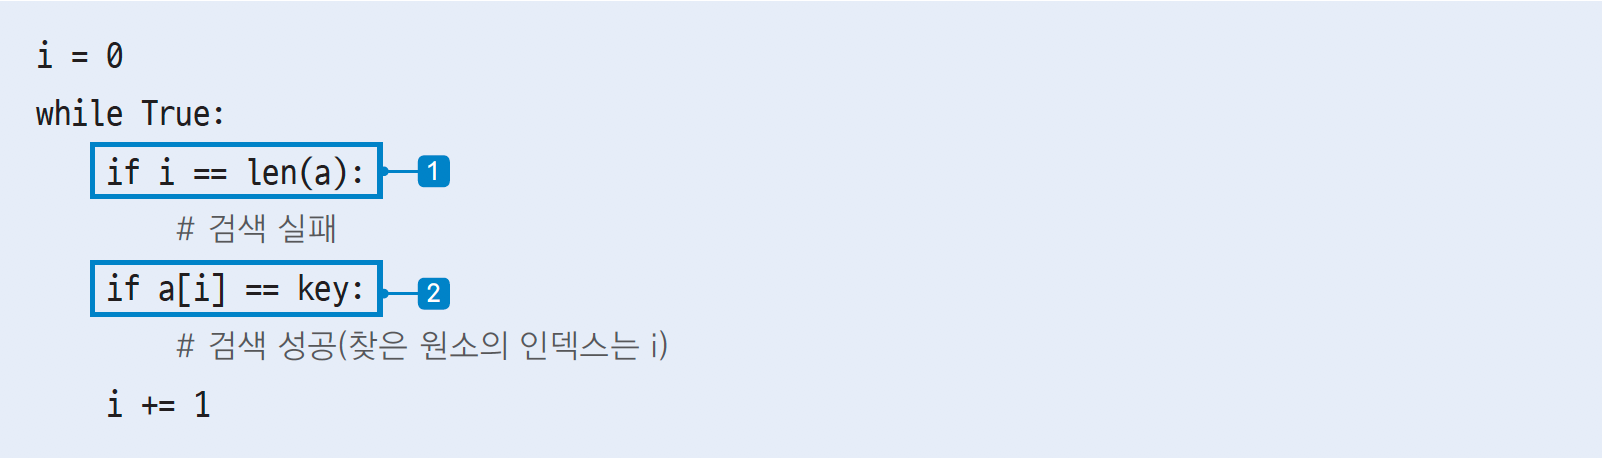 i = 0
while True:
    if i == len(a): 1
        # 검색 실패
    if a[i] == key: 2
        # 검색 성공(찾은 원소의 인덱스는 i)
    i += 1